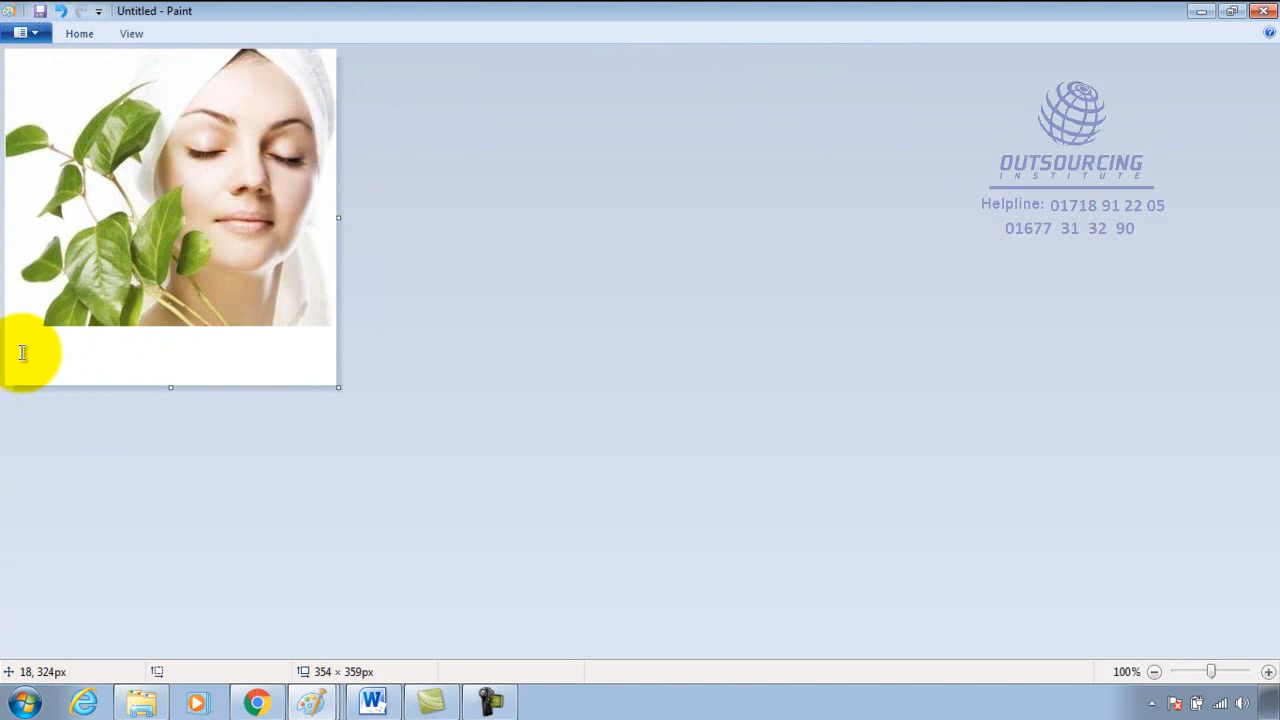 Untitled - Paint
Home View
OUTSOURCING
INSTITUTE
Helpline: 01718 91 22 05
01677 31 32 90
18, 324px
354 × 359px
100%